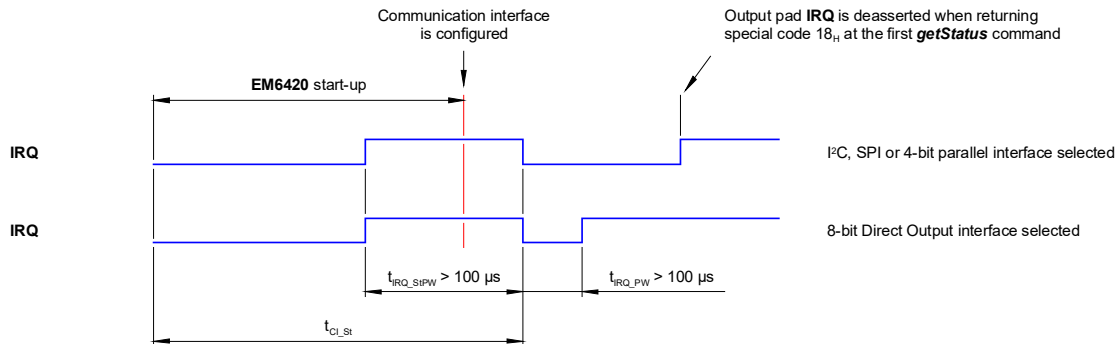 Communication interface
is configured
Output pad IRQ is deasserted when returning
special code 18H at the first getStatus command
EM6420 start-up
IRQ
I²C, SPI or 4-bit parallel interface selected
IRQ
8-bit Direct Output interface selected
tIRQ_StPW > 100 µs
tIRQ_PW > 100 µs
tCI_St